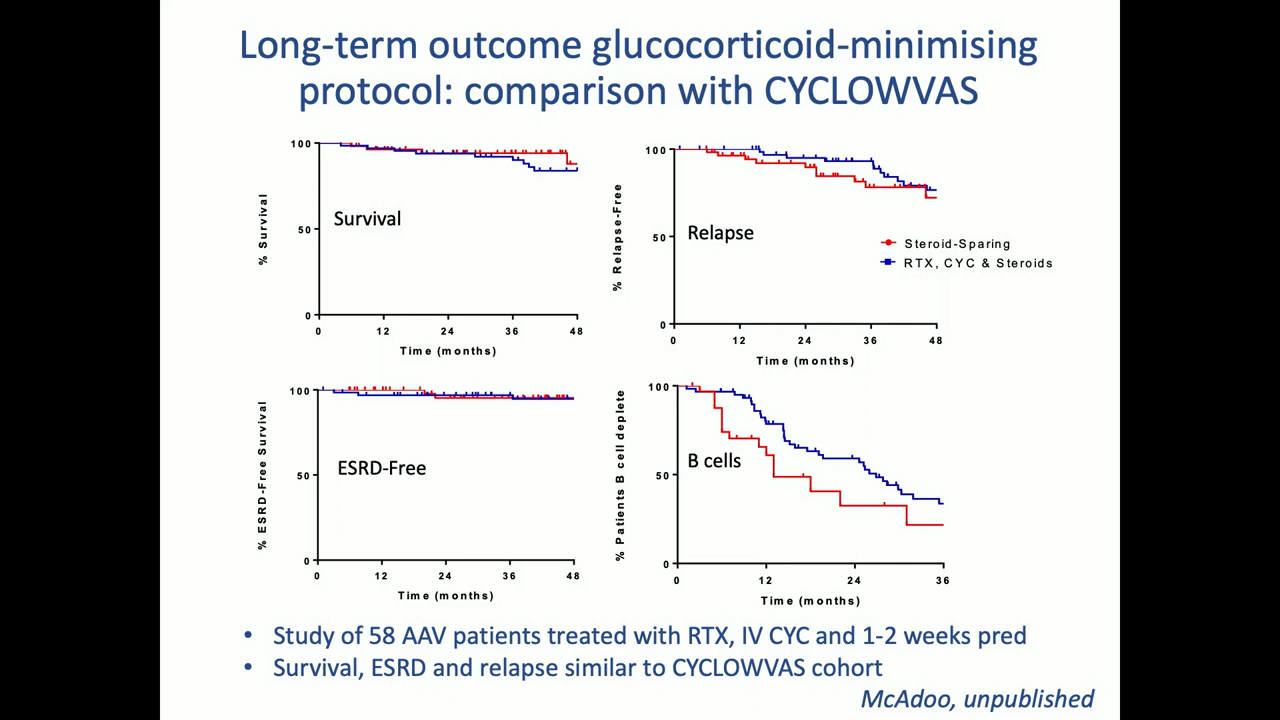 Long-term outcome glucocorticoid-minimising
protocol: comparison with CYCLOWVAS
% Survival
100
50
0
Survival
0 12 24 36 48
Time (months)
% Relapse-Free
100
50
0
Relapse
Steroid-Sparing
RTX, CYC & Steroids
0 12 24 36 48
Time (months)
% ESRD-Free Survival
100
50
0
ESRD-Free
0 12 24 36 48
Time (months)
% Patients B cell deplete
100
50
0
B cells
0 12 24 36
Time (months)
• Study of 58 AAV patients treated with RTX, IV CYC and 1-2 weeks pred
• Survival, ESRD and relapse similar to CYCLOWVAS cohort
McAdoo, unpublished